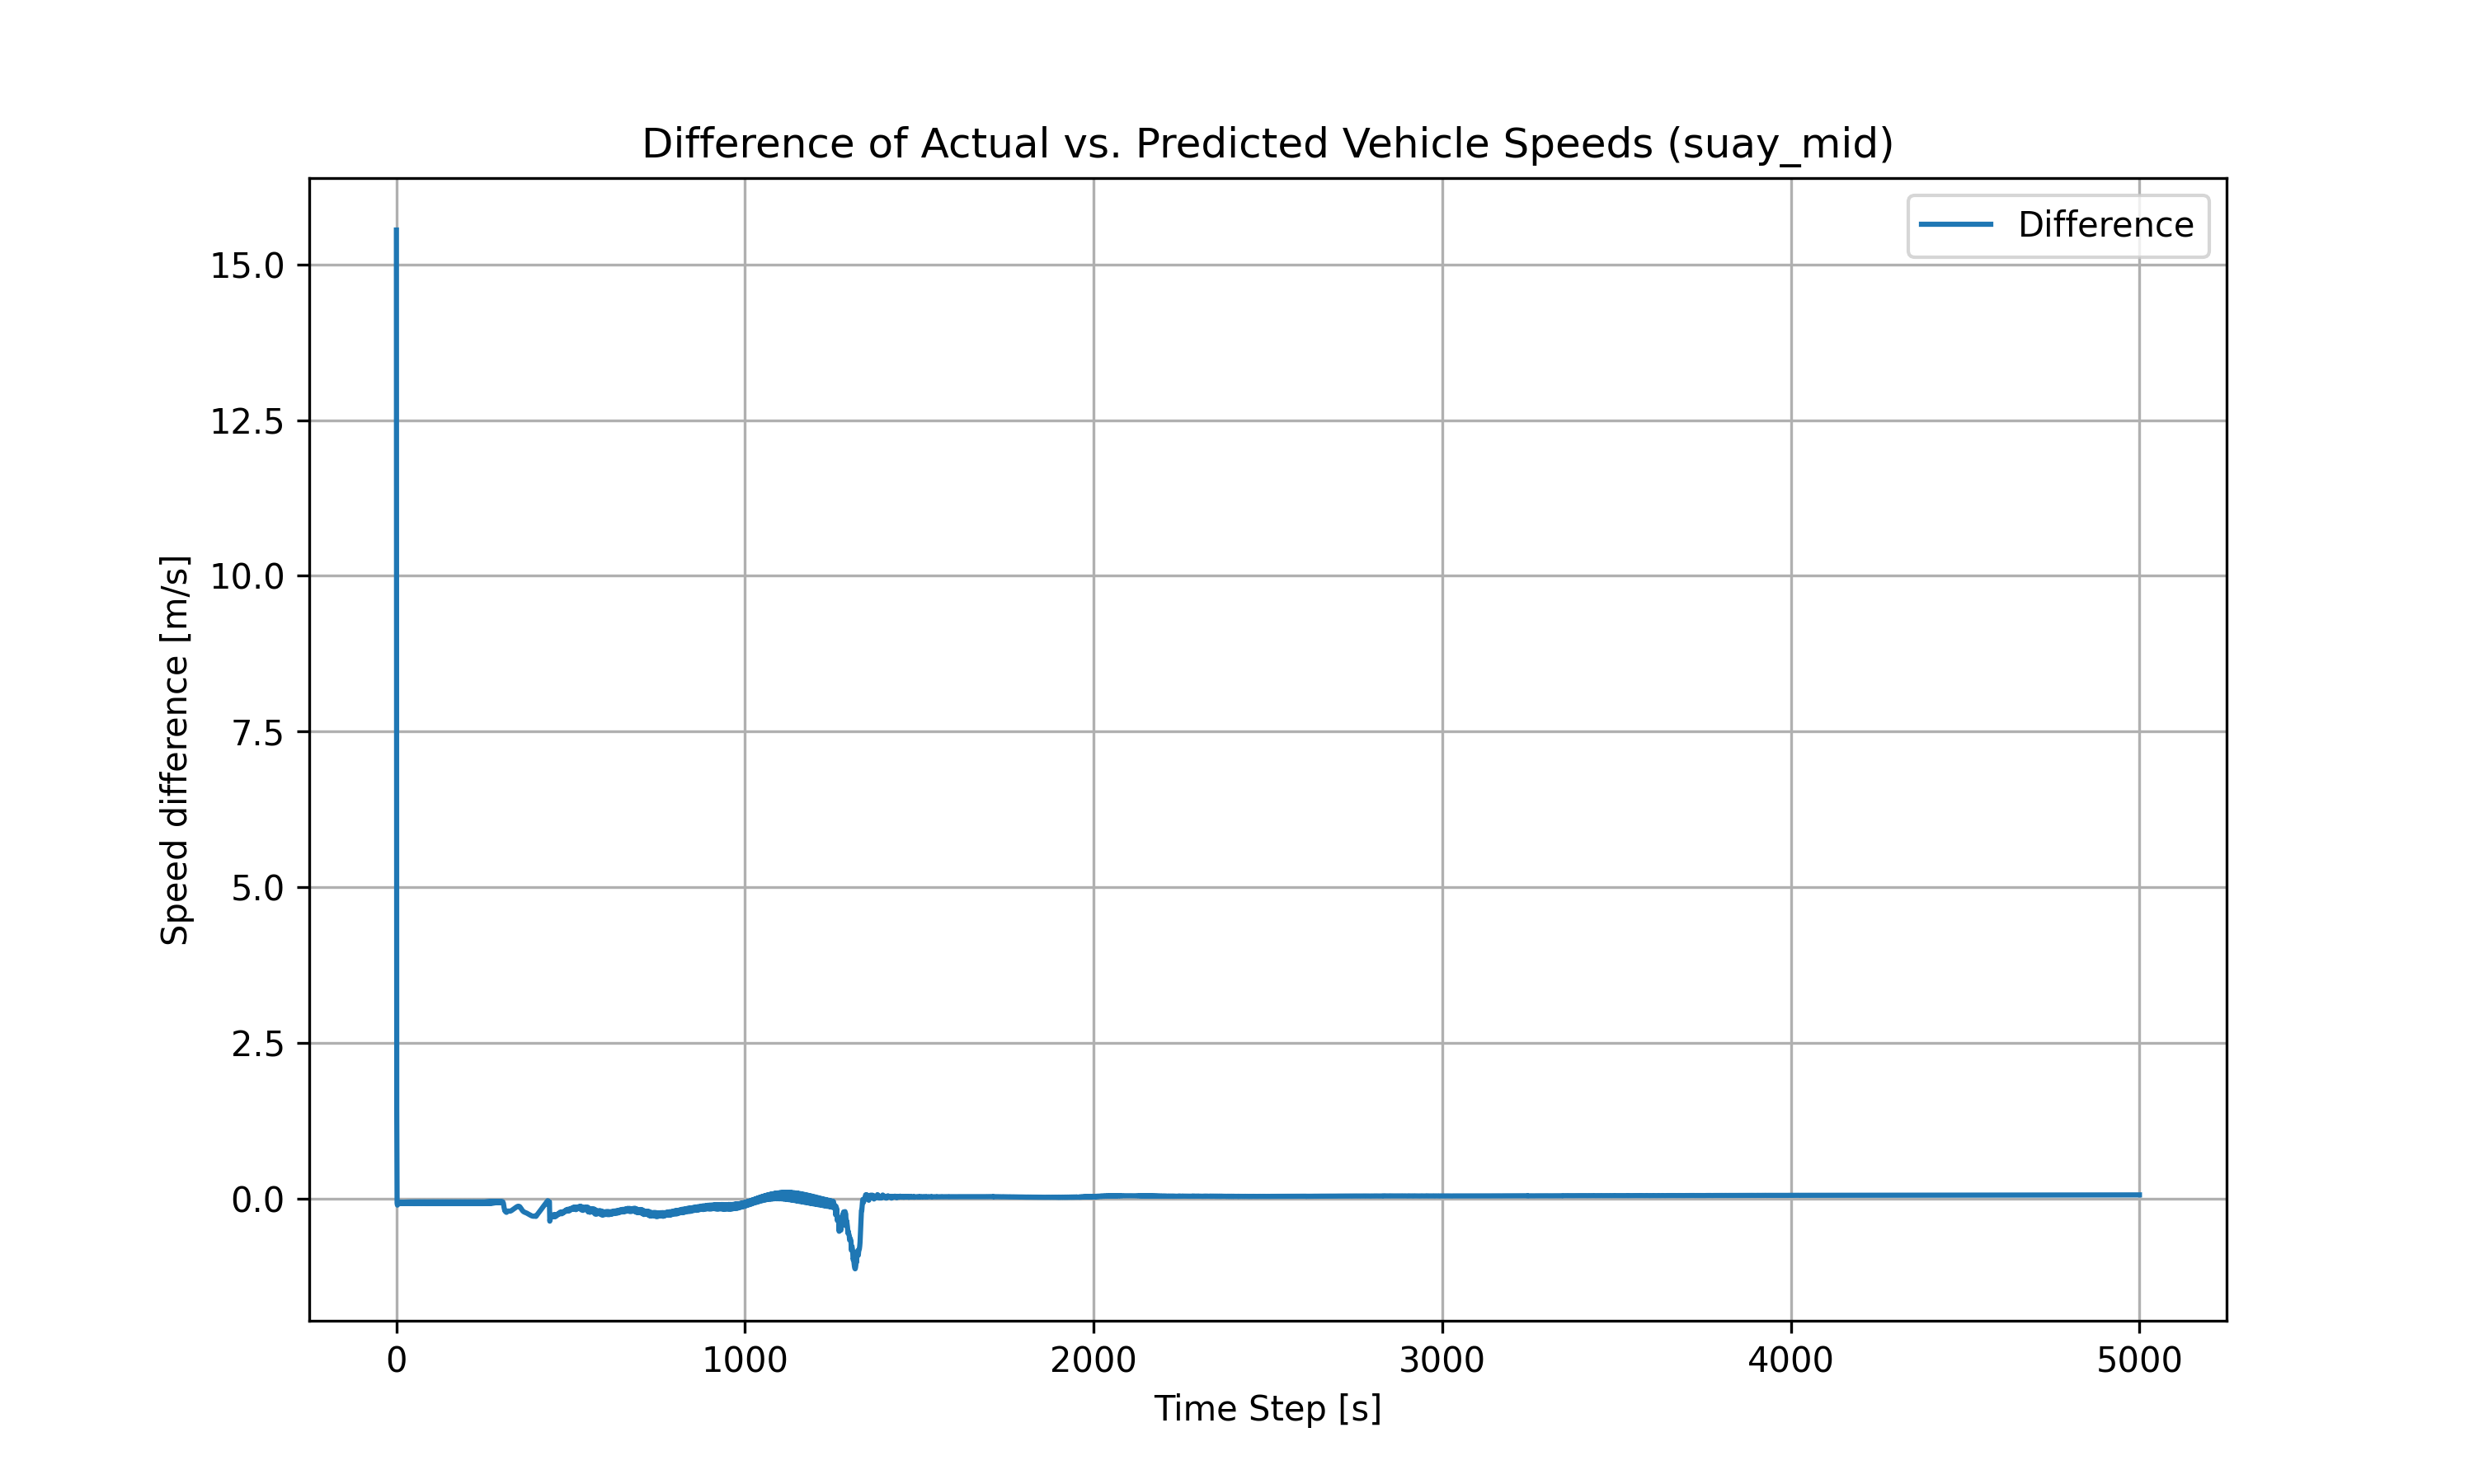 Difference of Actual vs. Predicted Vehicle Speeds (suay_mid)
Difference
15.0
12.5
10.0
7.5
5.0
2.5
0.0
Speed difference [m/s]
0 1000 2000 3000 4000 5000
Time Step [s]